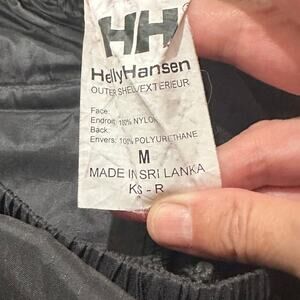 HH
HellyHansen
OUTER SHELL/EXTERIEUR
Face:
Endroit: 100% NYLON
Back:
Envers: 100% POLYURETHANE
M
MADE IN SRI LANKA
KS - R